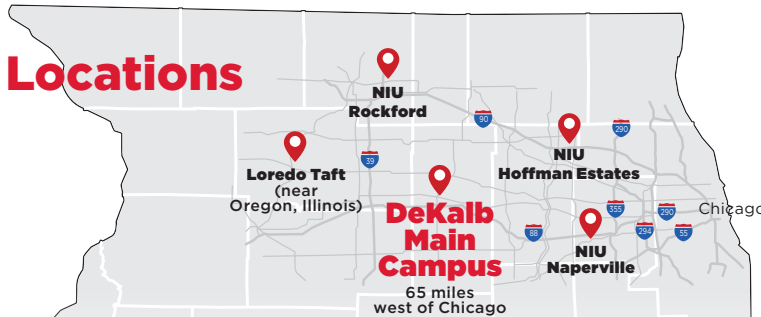 Locations
NIU
Rockford
90
NIU
Hoffman Estates
290
Loredo Taft
(near
Oregon, Illinois)
39
DeKalb
Main
Campus
65 miles
west of Chicago
88
NIU
Naperville
355
290
294
55
Chicago